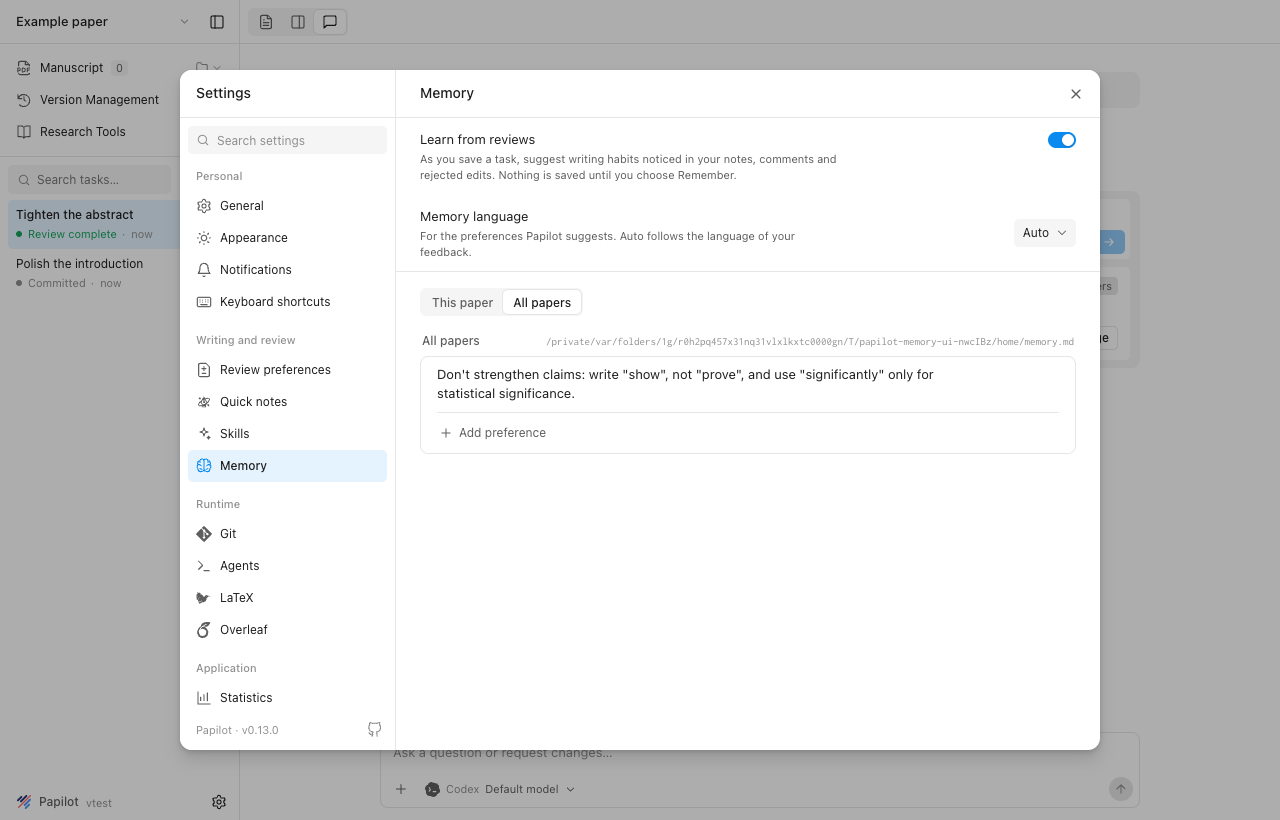 Example paper
Manuscript 0
Version Management
Research Tools
Search tasks...
Tighten the abstract
Review complete · now
Polish the introduction
Committed · now
Papilot vtest
Settings
Search settings
Personal
General
Appearance
Notifications
Keyboard shortcuts
Writing and review
Review preferences
Quick notes
Skills
Memory
Runtime
Git
Agents
LaTeX
Overleaf
Application
Statistics
Papilot · v0.13.0
Memory
Learn from reviews
As you save a task, suggest writing habits noticed in your notes, comments and
rejected edits. Nothing is saved until you choose Remember.
Memory language
For the preferences Papilot suggests. Auto follows the language of your
feedback.
Auto
This paper All papers
All papers /private/var/folders/1g/r0h2pq457x31nq31vlxlkxtc0000gn/T/papilot-memory-ui-nwcIBz/home/memory.md
Don't strengthen claims: write "show", not "prove", and use "significantly" only for
statistical significance.
Add preference
Ask a question or request changes...
Codex Default model